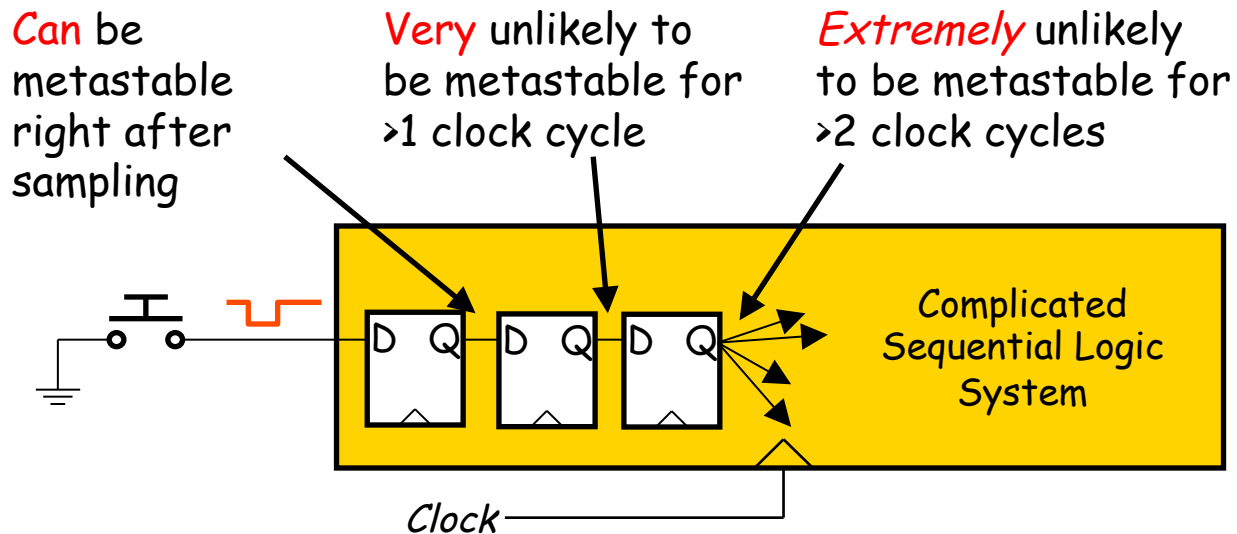 Can be
metastable
right after
sampling
Very unlikely to
be metastable for
>1 clock cycle
Extremely unlikely
to be metastable for
>2 clock cycles
D Q D Q D Q
Complicated
Sequential Logic
System
Clock